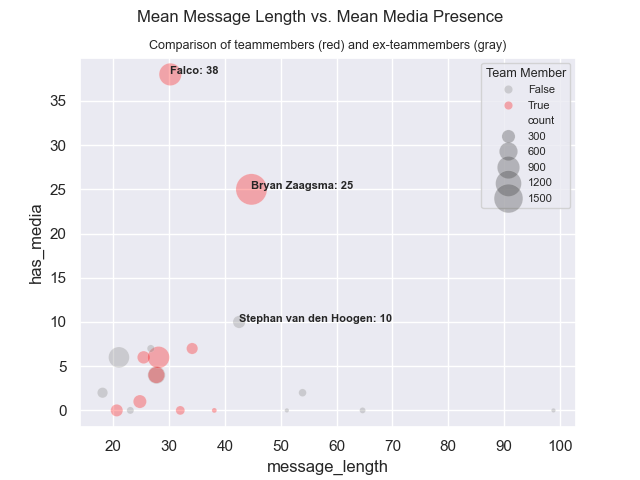 Mean Message Length vs. Mean Media Presence
Comparison of teammembers (red) and ex-teammembers (gray)
Falco: 38
Bryan Zaagsma: 25
Stephan van den Hoogen: 10
Team Member
False
True
count
300
600
900
1200
1500
has_media
35
30
25
20
15
10
5
0
20 30 40 50 60 70 80 90 100
message_length